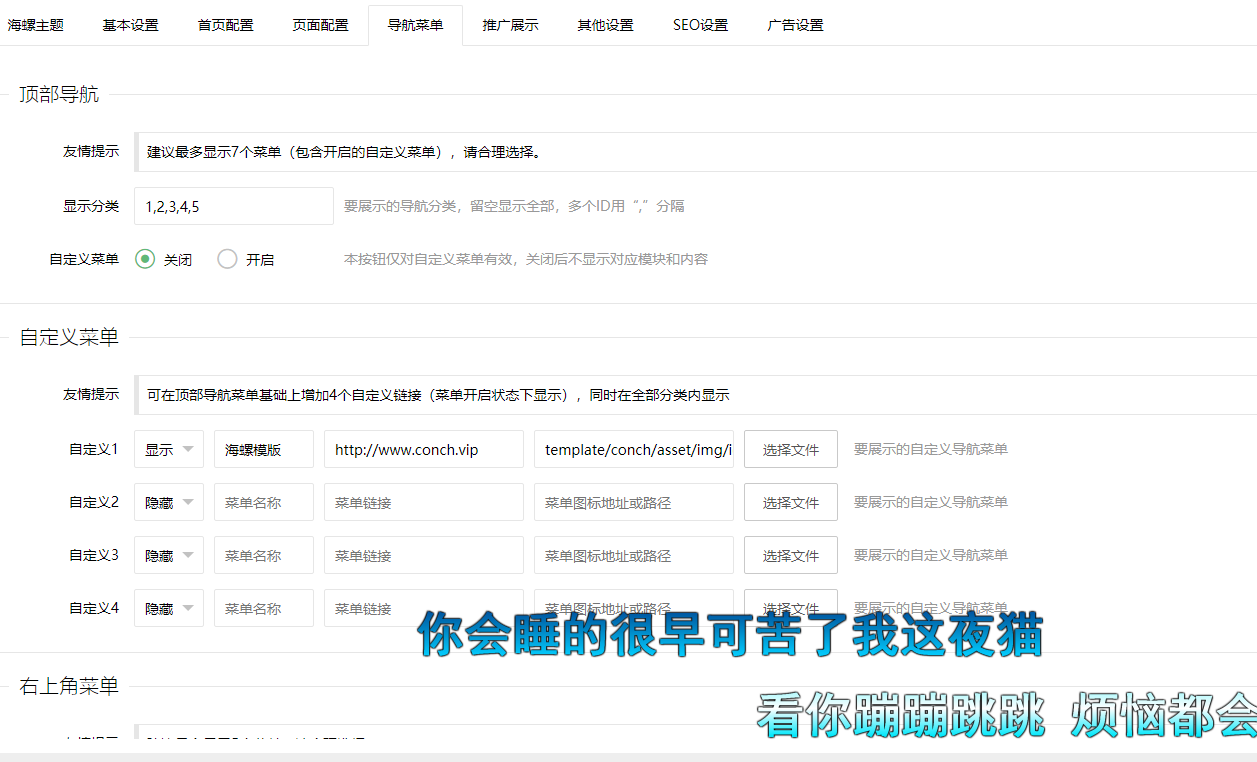 海螺主题 基本设置 首页配置 页面配置 导航菜单 推广展示 其他设置 SEO设置 广告设置
顶部导航
友情提示 建议最多显示7个菜单（包含开启的自定义菜单），请合理选择。
显示分类 1,2,3,4,5 要展示的导航分类，留空显示全部，多个ID用“,”分隔
自定义菜单 关闭 开启 本按钮仅对自定义菜单有效，关闭后不显示对应模块和内容
自定义菜单
友情提示 可在顶部导航菜单基础上增加4个自定义链接（菜单开启状态下显示），同时在全部分类内显示
自定义1 显示 海螺模版 http://www.conch.vip template/conch/asset/img/i 选择文件 要展示的自定义导航菜单
自定义2 隐藏 菜单名称 菜单链接 菜单图标地址或路径 选择文件 要展示的自定义导航菜单
自定义3 隐藏 菜单名称 菜单链接 菜单图标地址或路径 选择文件 要展示的自定义导航菜单
自定义4 隐藏 菜单名称 菜单链接 菜单图标地址或路径 选择文件 要展示的自定义导航菜单
你会睡的很早可苦了我这夜猫
右上角菜单
看你蹦蹦跳跳 烦恼都会